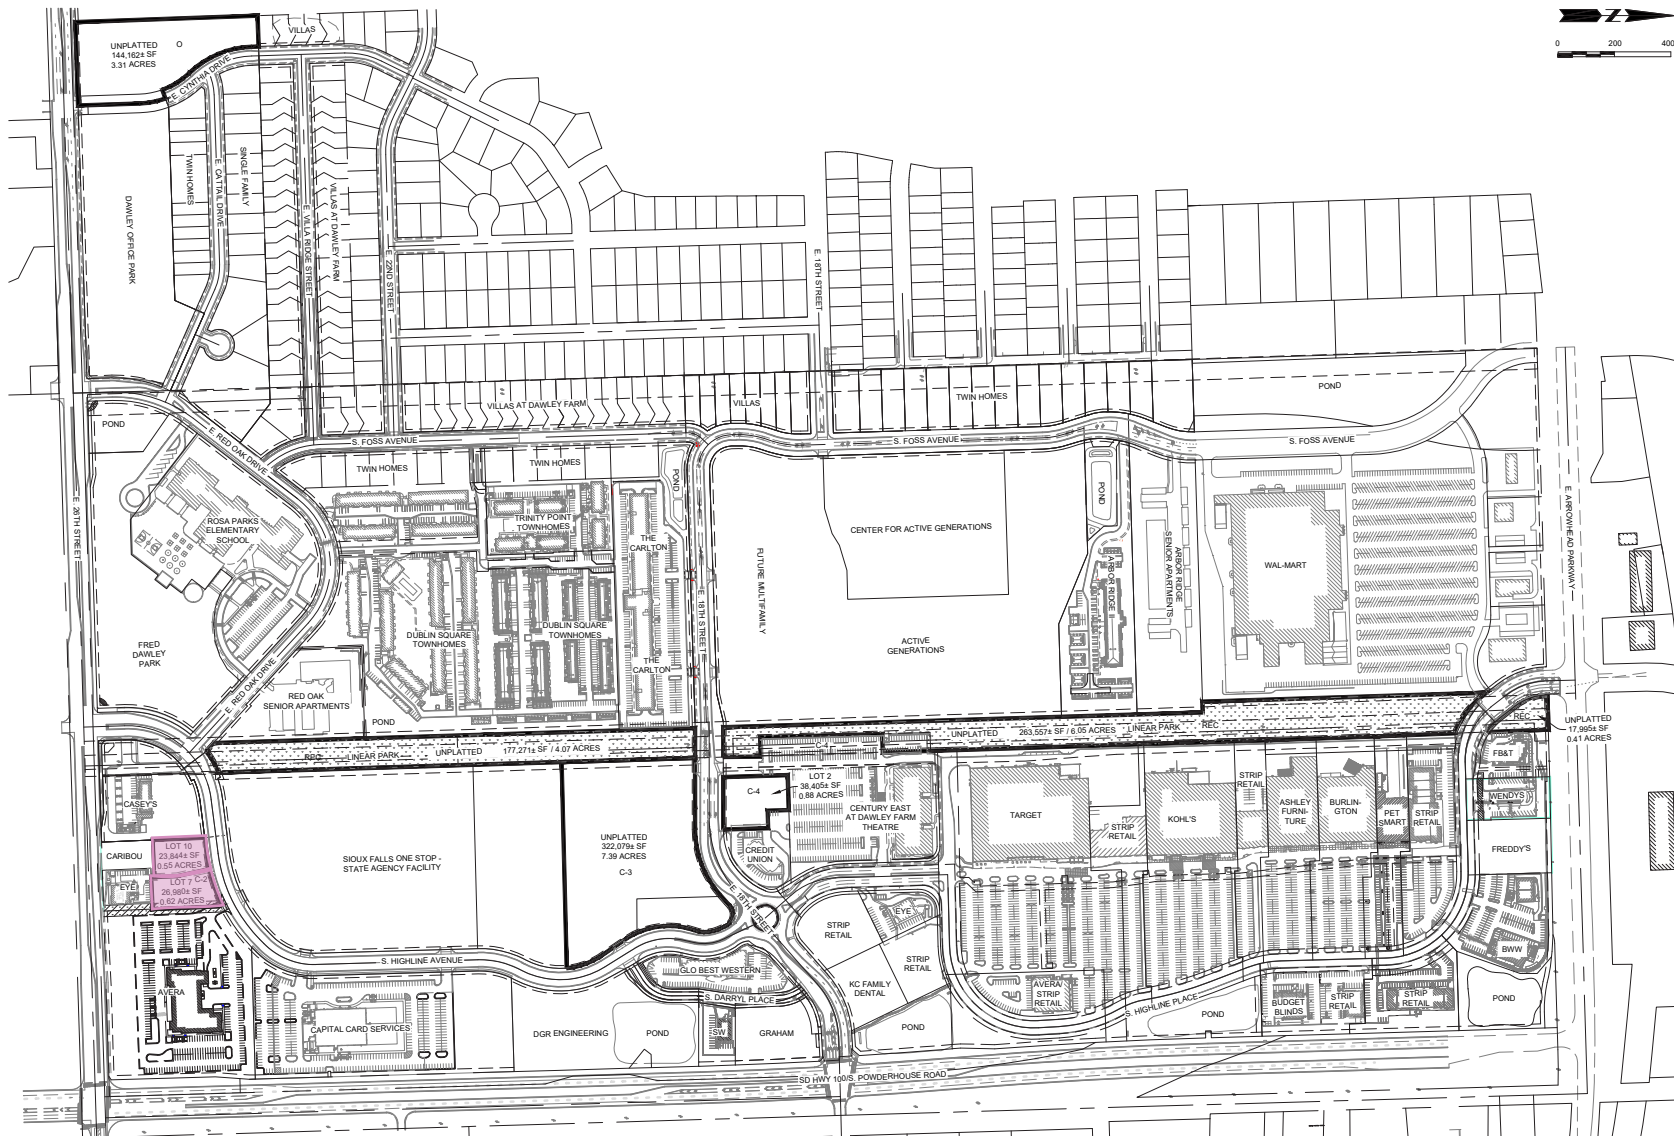 VILLAS
UNPLATTED O
144,162± SF
3.31 ACRES
E. CYNTHIA DRIVE
Z
0 200 400
TWINHOMES
E. CATTAIL DRIVE
SINGLE FAMILY
DAWLEY OFFICE PARK
E. VILLA RIDGE STREET
VILLAS AT DAWLEY FARM
E. 22ND STREET
E. 18TH STREET
POND
VILLAS AT DAWLEY FARM
VILLAS
TWIN HOMES
POND
E. RED OAK DRIVE
S. FOSS AVENUE
S. FOSS AVENUE
S. FOSS AVENUE
TWIN HOMES
TWIN HOMES
POND
POND
E. 26TH STREET
ROSA PARKS
ELEMENTARY
SCHOOL
TRINITY POINT
TOWNHOMES
THE
CARLTON
CENTER FOR ACTIVE GENERATIONS
FUTURE MULTIFAMILY
E. 18TH STREET
ARBOR RIDGE
ARBOR RIDGE
SENIOR APARTMENTS
WAL-MART
E. ARROWHEAD PARKWAY
FRED
DAWLEY
PARK
DUBLIN SQUARE
TOWNHOMES
DUBLIN SQUARE
TOWNHOMES
THE
CARLTON
ACTIVE
GENERATIONS
E. RED OAK DRIVE
RED OAK
SENIOR APARTMENTS
POND
REC LINEAR PARK UNPLATTED 177,271± SF / 4.07 ACRES
UNPLATTED 263,557± SF / 6.05 ACRES LINEAR PARK REC
REC
UNPLATTED
17,995± SF
0.41 ACRES
C-4
C-4
LOT 2
38,405± SF
0.88 ACRES
CENTURY EAST
AT DAWLEY FARM
THEATRE
FB&T
WENDYS
CASEY'S
TARGET
STRIP
RETAIL
KOHL'S
STRIP
RETAIL
ASHLEY
FURNI-
TURE
BURLIN-
GTON
PET
SMART
STRIP
RETAIL
FREDDY'S
CARIBOU
LOT 10
23,844± SF
0.55 ACRES
LOT 7 C-2
26,980± SF
0.62 ACRES
EYE
SIOUX FALLS ONE STOP -
STATE AGENCY FACILITY
UNPLATTED
322,079± SF
7.39 ACRES
C-3
CREDIT
UNION
E. 18TH STREET
EYE
STRIP
RETAIL
STRIP
RETAIL
BWW
S. HIGHLINE AVENUE
GLO BEST WESTERN
S. DARRYL PLACE
KC FAMILY
DENTAL
AVERA
CAPITAL CARD SERVICES
DGR ENGINEERING
POND
SW
GRAHAM
POND
AVERA/
STRIP
RETAIL
S. HIGHLINE PLACE
POND
BUDGET
BLINDS
STRIP
RETAIL
STRIP
RETAIL
POND
SD HWY 100/S. POWDERHOUSE ROAD